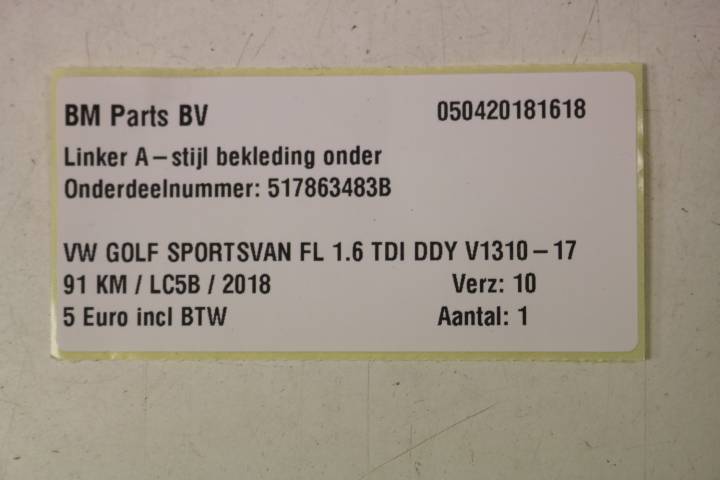 BM Parts BV 050420181618
Linker A-stijl bekleding onder
Onderdeelnummer: 517863483B
VW GOLF SPORTSVAN FL 1.6 TDI DDY V1310-17
91 KM / LC5B / 2018 Verz: 10
5 Euro incl BTW Aantal: 1